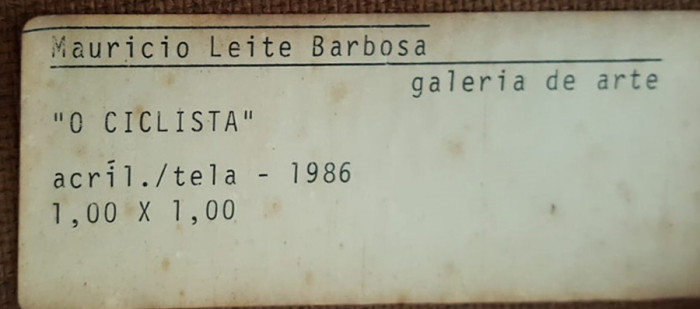 Mauricio Leite Barbosa
galeria de arte
"O CICLISTA"
acríl./tela - 1986
1,00 X 1,00